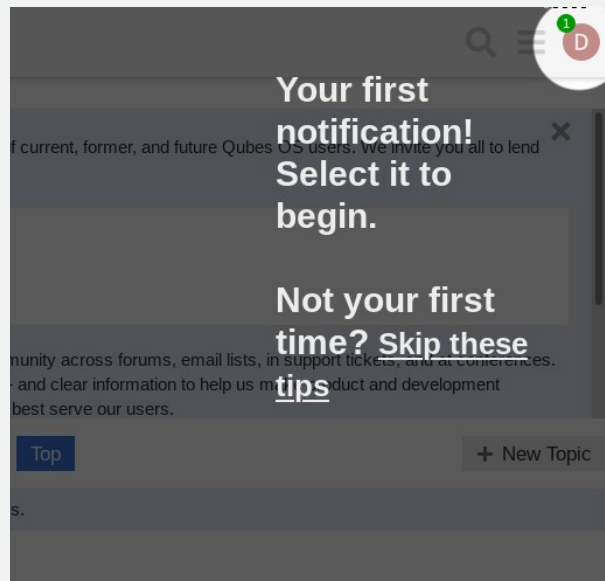 1
D
Your first
notification!
f current, former, and future Qubes OS users. We invite you all to lend
Select it to
begin.
Not your first
time? Skip these
tips
munity across forums, email lists, in support tickets, and at conferences.
- and clear information to help us make product and development
best serve our users.
Top
+ New Topic
s.